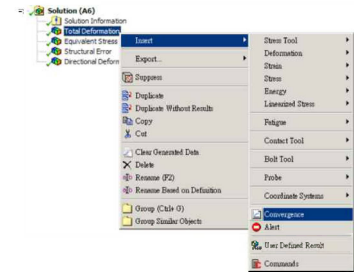 Solution (A6)
Solution Information
Total Deformation
Equivalent Stress
Structural Error
Directional Deform
Insert
Export...
Suppress
Duplicate
Duplicate Without Results
Copy
Cut
Clear Generated Data
Delete
Rename (F2)
Rename Based on Definition
Group (Ctrl+ G)
Group Similar Objects
Stress Tool
Deformation
Strain
Stress
Energy
Linearized Stress
Fatigue
Contact Tool
Bolt Tool
Probe
Coordinate Systems
Convergence
Alert
User Defined Result
Commands